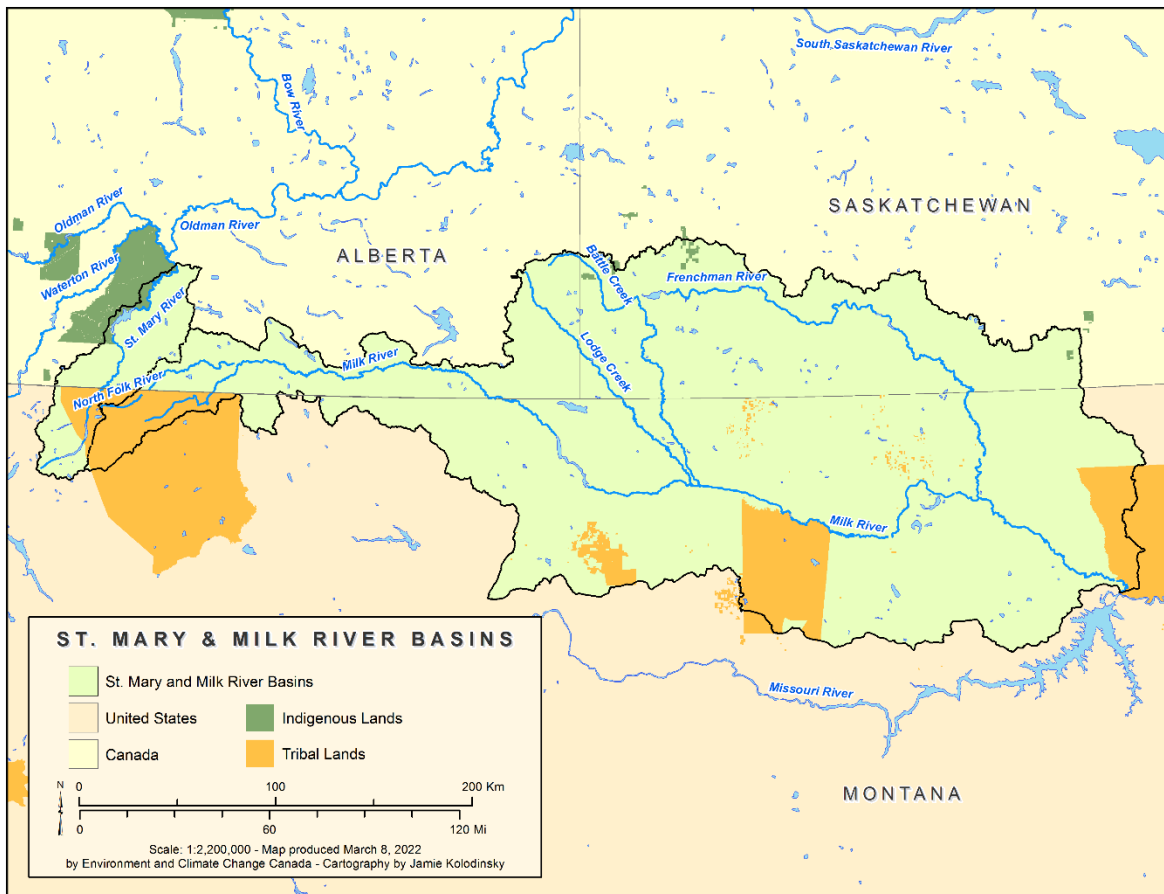 South Saskatchewan River
Bow River
SASKATCHEWAN
Oldman River
Oldman River
ALBERTA
Waterton River
Battle Creek
Frenchman River
St. Mary River
Lodge Creek
Milk River
North Folk River
Milk River
Missouri River
MONTANA
ST. MARY & MILK RIVER BASINS
St. Mary and Milk River Basins
United States
Indigenous Lands
Canada
Tribal Lands
N
0 100 200 Km
0 60 120 Mi
Scale: 1:2,200,000 - Map produced March 8, 2022
by Environment and Climate Change Canada - Cartography by Jamie Kolodinsky